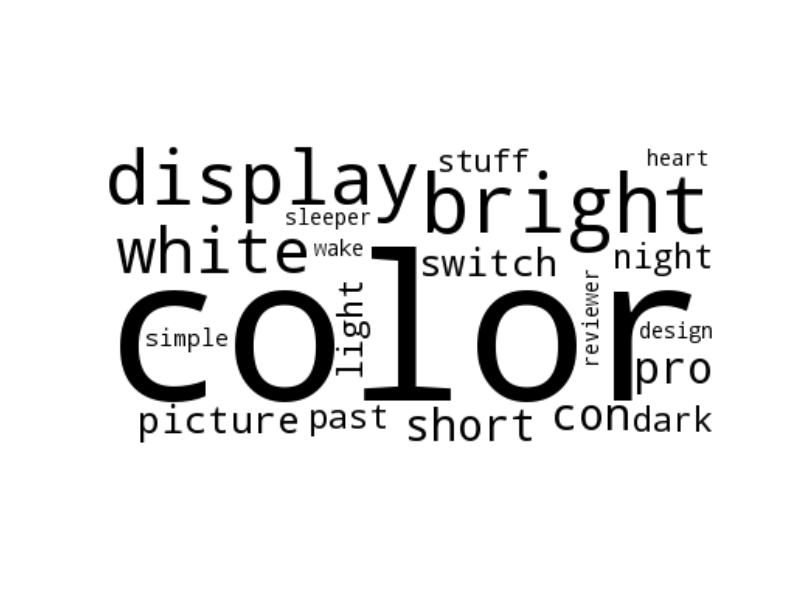 stuff
heart
display
bright
sleeper
white
wake
switch
night
color
light
reviewer
simple
design
pro
picture
past
short
con
dark